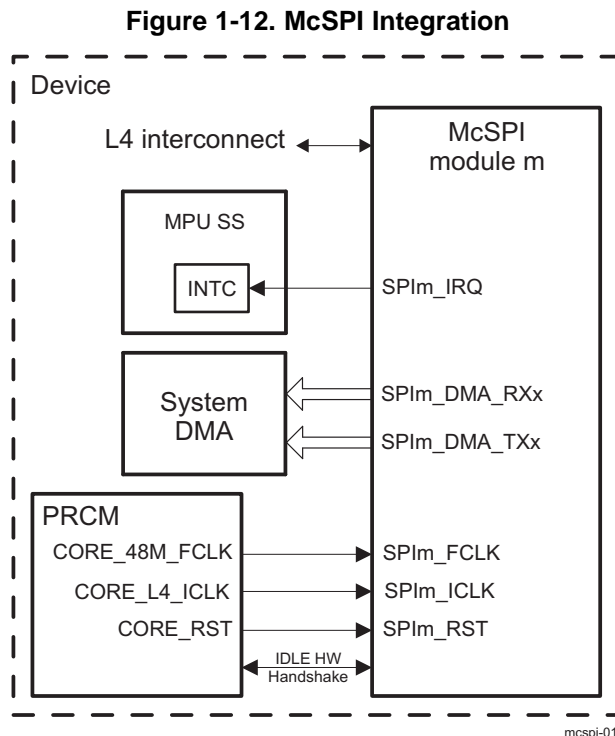 Figure 1-12. McSPI Integration
Device
L4 interconnect
McSPI
module m
MPU SS
INTC
SPIm_IRQ
System
DMA
SPIm_DMA_RXx
SPIm_DMA_TXx
PRCM
CORE_48M_FCLK
SPIm_FCLK
CORE_L4_ICLK
SPIm_ICLK
CORE_RST
SPIm_RST
IDLE HW
Handshake